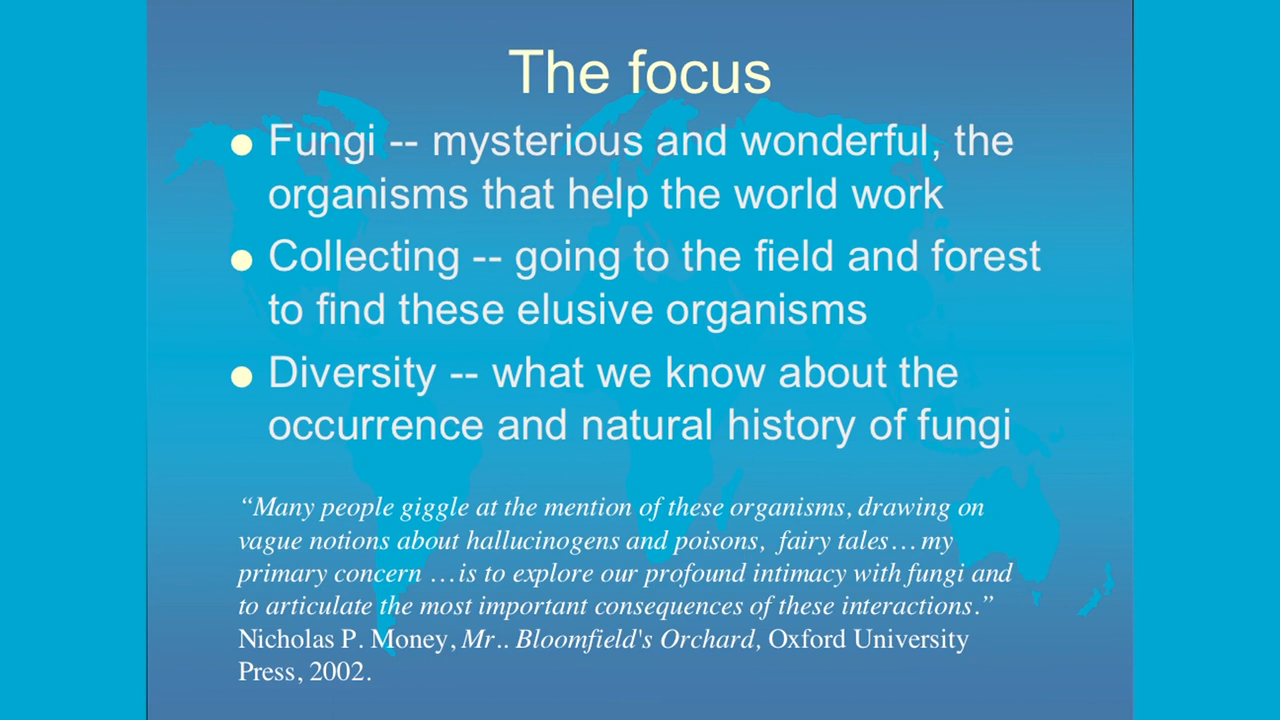 The focus
● Fungi -- mysterious and wonderful, the
organisms that help the world work
● Collecting -- going to the field and forest
to find these elusive organisms
● Diversity -- what we know about the
occurrence and natural history of fungi
“Many people giggle at the mention of these organisms, drawing on
vague notions about hallucinogens and poisons,  fairy tales…my
primary concern …is to explore our profound intimacy with fungi and
to articulate the most important consequences of these interactions.”
Nicholas P. Money, Mr.. Bloomfield's Orchard, Oxford University
Press, 2002.